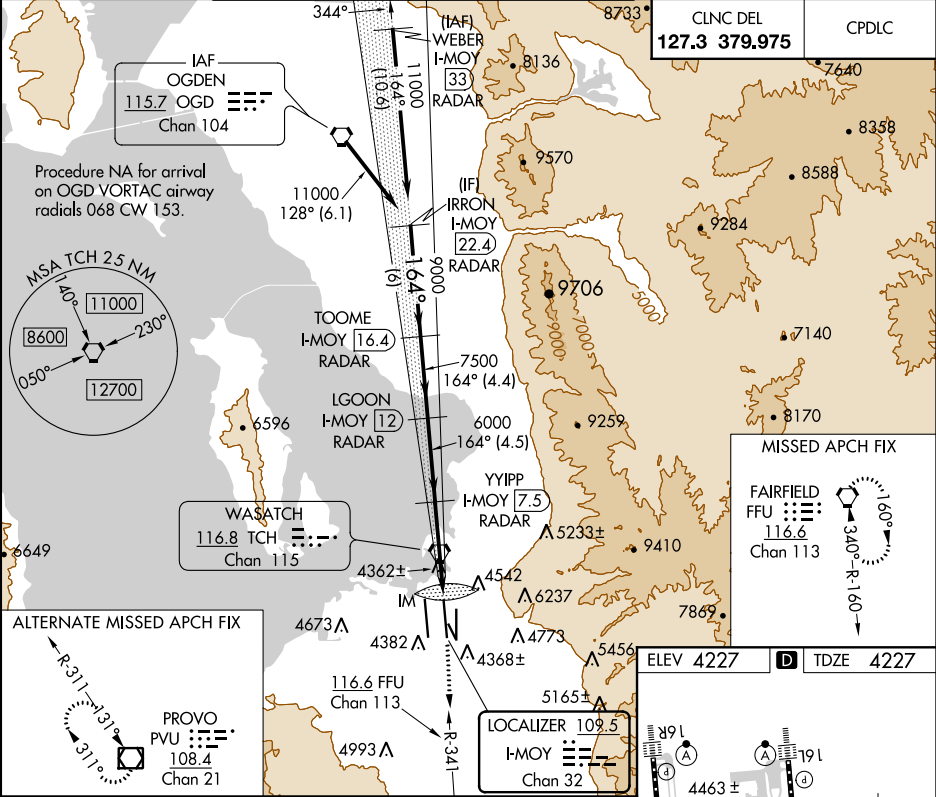 344°
(IAF)
WEBER
I-MOY
33
RADAR
11000
164°
(10.6)
8733
CLNC DEL
127.3 379.975
CPDLC
8136
7640
8358
IAF
OGDEN
115.7 OGD
Chan 104
9570
8588
Procedure NA for arrival
on OGD VORTAC airway
radials 068 CW 153.
11000
128° (6.1)
(IF)
IRRON
I-MOY
22.4
RADAR
9284
MSA TCH 25 NM
140°
11000
8600
230°
050°
12700
9000
164°
(6)
9706
5000
7000
9000
TOOME
I-MOY 16.4
RADAR
7140
7500
164° (4.4)
LGOON
I-MOY 12
RADAR
6596
6000
164° (4.5)
9259
8170
MISSED APCH FIX
FAIRFIELD
FFU
116.6
Chan 113
160°
340°
R-160
YYIPP
I-MOY 7.5
RADAR
WASATCH
116.8 TCH
Chan 115
5233±
9410
6649
4362±
4542
IM
6237
7869
ALTERNATE MISSED APCH FIX
R-311
131°
311°
PROVO
PVU
108.4
Chan 21
4673
4382
4773
4368±
5456
116.6 FFU
Chan 113
R-341
5165±
4993
LOCALIZER 109.5
I-MOY
Chan 32
ELEV 4227
D
TDZE 4227
16R
A
P
A
16L
P
4463 ±